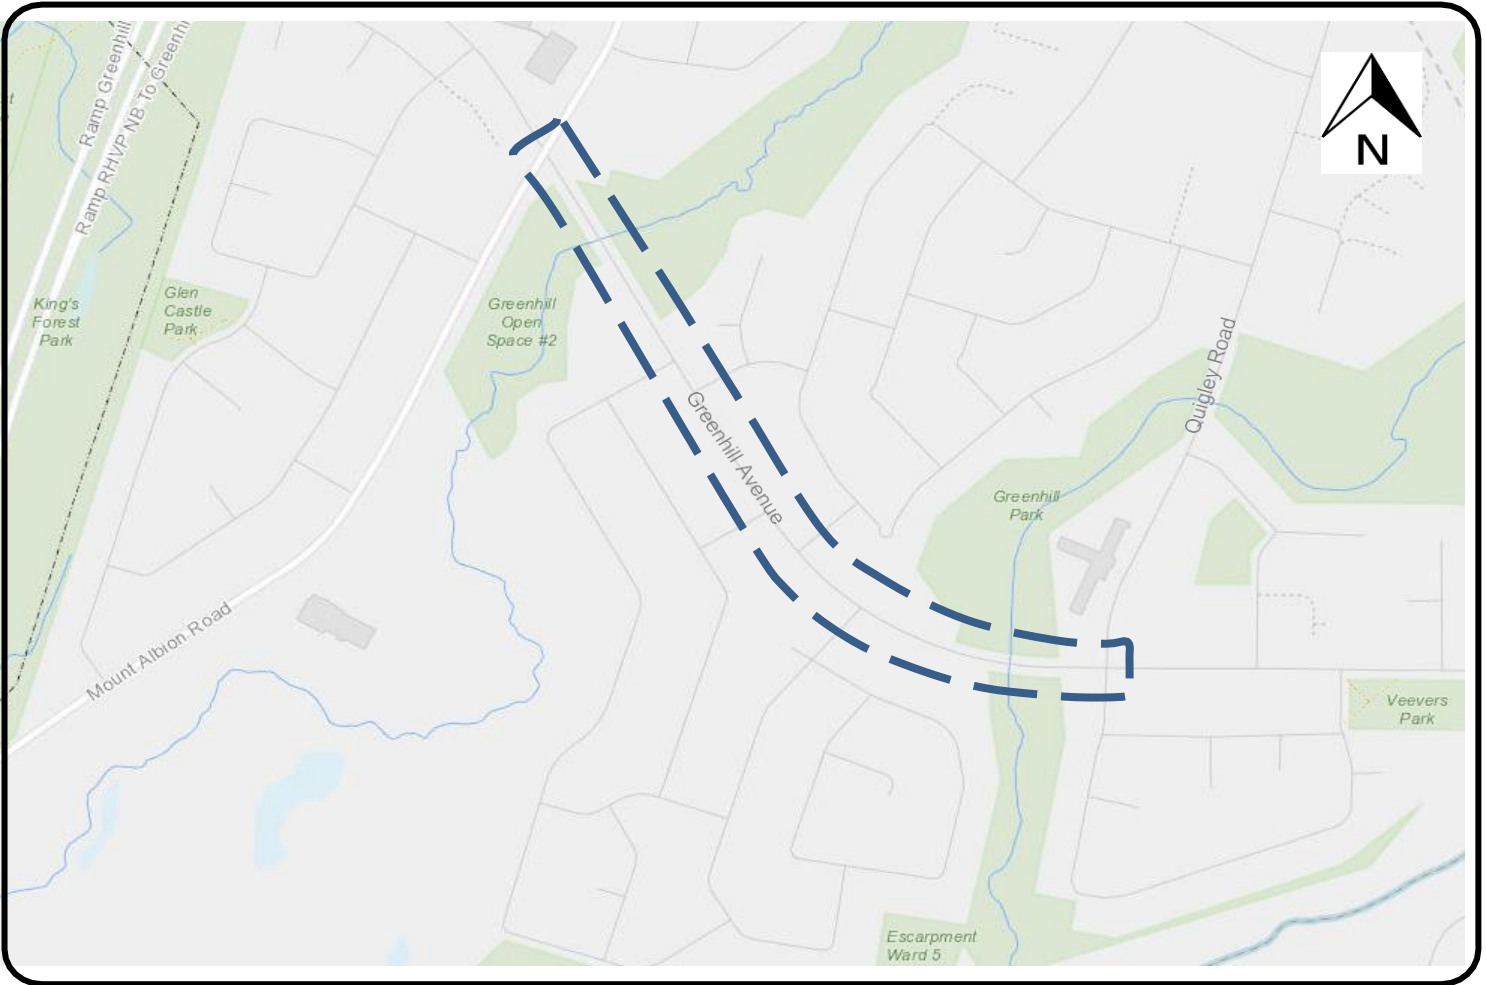 Ramp Greenhill
Ramp RHVP NB To Greenhi
N
King's
Forest
Park
Glen
Castle
Park
Greenhill
Open
Space #2
Quigley Road
Greenhill Avenue
Greenhill
Park
Mount Albion Road
Veevers
Park
Escarpment
Ward 5